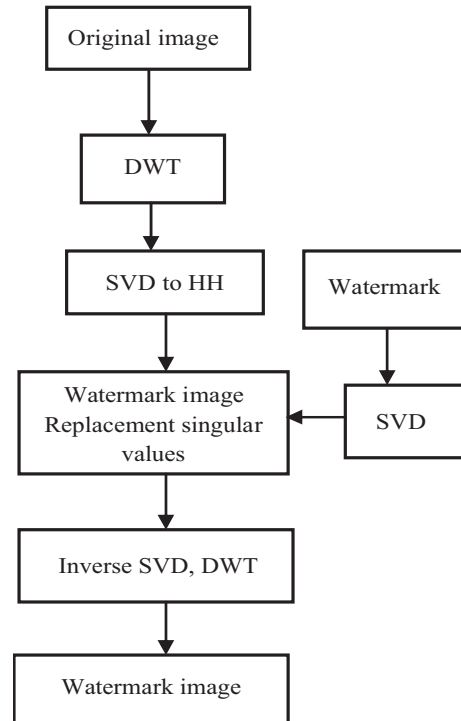 Original image
DWT
SVD to HH
Watermark
Watermark image
Replacement singular
values
SVD
Inverse SVD, DWT
Watermark image